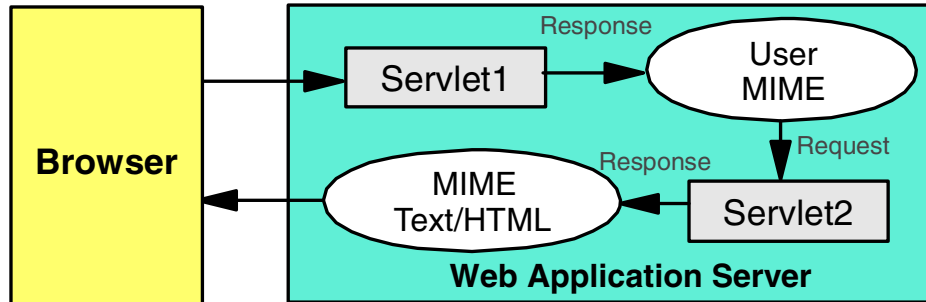 Response
User
MIME
Servlet1
Browser
Request
Response
MIME
Text/HTML
Servlet2
Web Application Server